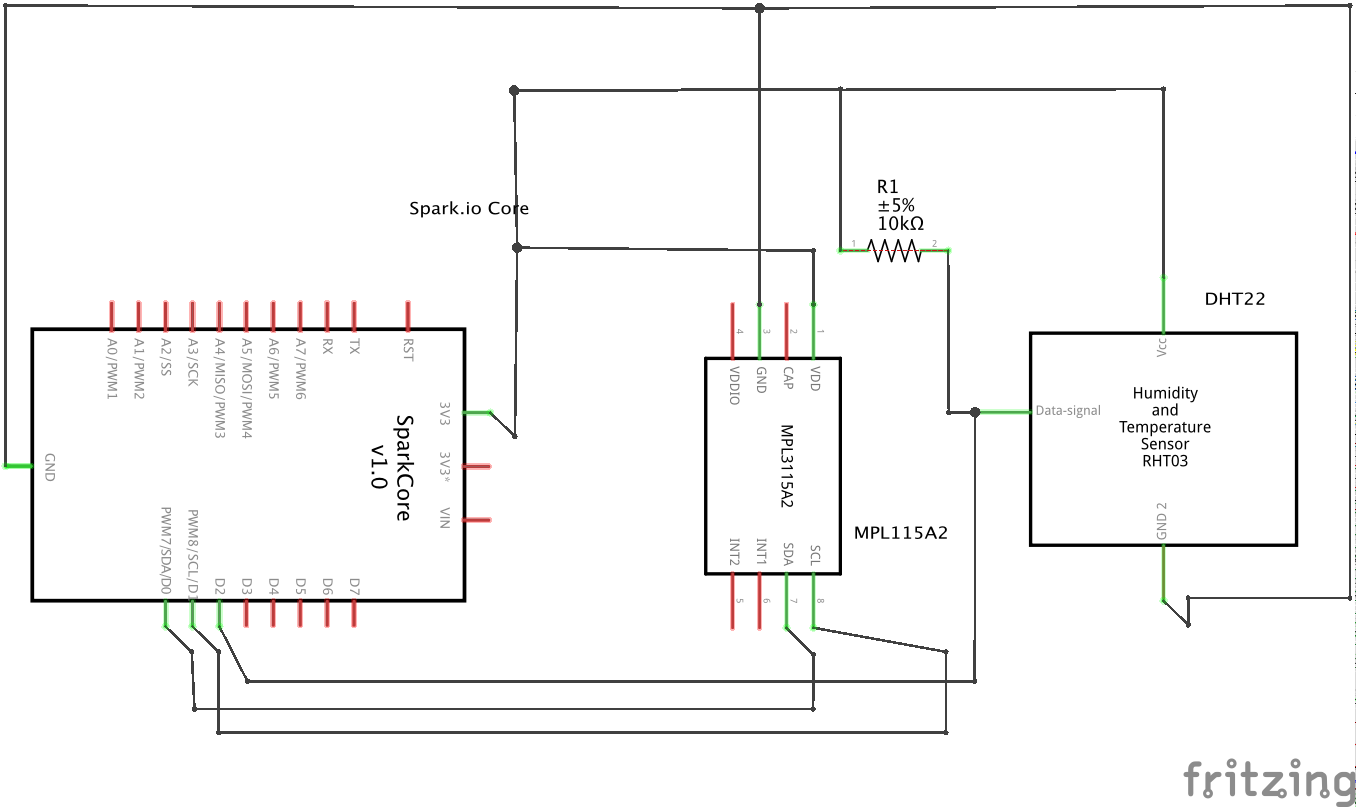 Spark.io Core
A0/PWM1
A1/PWM2
A2/SS
A3/SCK
A4/MISO/PWM3
A5/MOSI/PWM4
A6/PWM5
A7/PWM6
RX
TX
RST
3V3
3V3*
VIN
GND
SparkCore
v1.0
PWM7/SDA/D0
PWM8/SCL/D1
D2
D3
D4
D5
D6
D7
R1
±5%
10kΩ
1
2
4
3
2
1
VDDIO
GND
CAP
VDD
MPL3115A2
MPL115A2
INT2
INT1
SDA
SCL
5
6
7
8
DHT22
Vcc
Data-signal
Humidity
and
Temperature
Sensor
RHT03
GND 2
fritzing